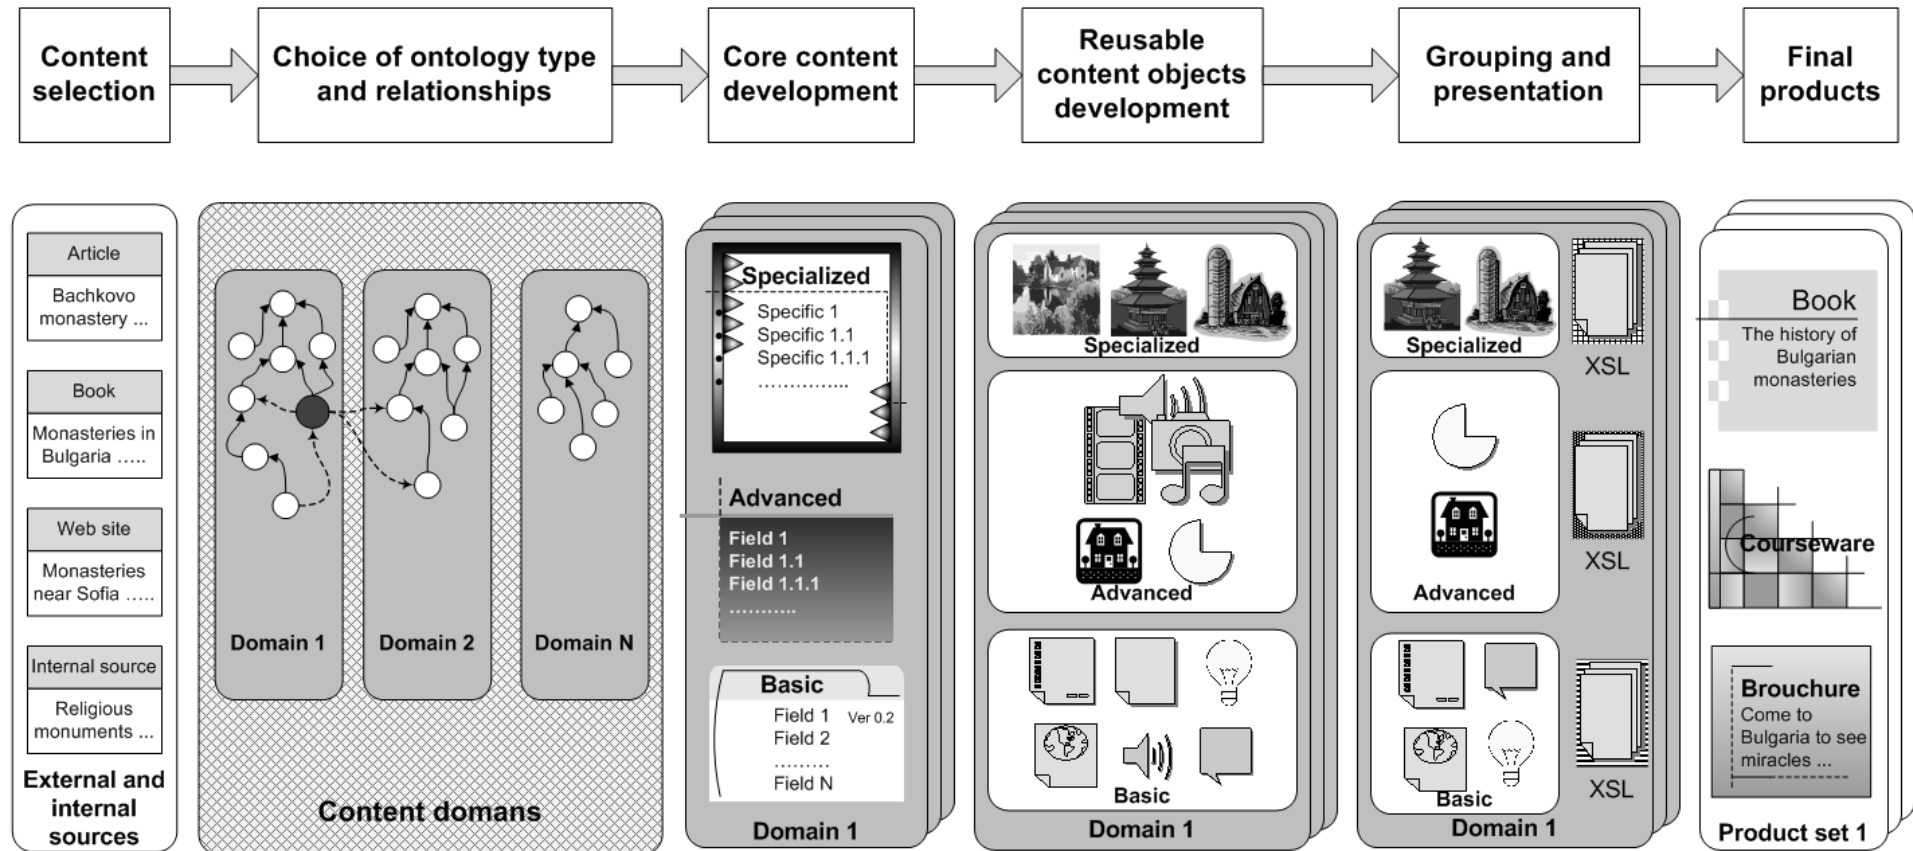 Content
selection
Choice of ontology type
and relationships
Core content
development
Reusable
content objects
development
Grouping and
presentation
Final
products
Article
Bachkovo
monastery ...
Book
Monasteries in
Bulgaria .....
Web site
Monasteries
near Sofia .....
Internal source
Religious
monuments ...
External and
internal
sources
Domain 1
Domain 2
Domain N
Content domans
Specialized
Specific 1
Specific 1.1
Specific 1.1.1
................
Advanced
Field 1
Field 1.1
Field 1.1.1
...........
Basic
Field 1 Ver 0.2
Field 2
.........
Field N
Domain 1
Specialized
Advanced
Basic
Domain 1
Specialized
XSL
Advanced
XSL
Basic
XSL
Domain 1
Book
The history of
Bulgarian
monasteries
Courseware
Brouchure
Come to
Bulgaria to see
miracles ...
Product set 1